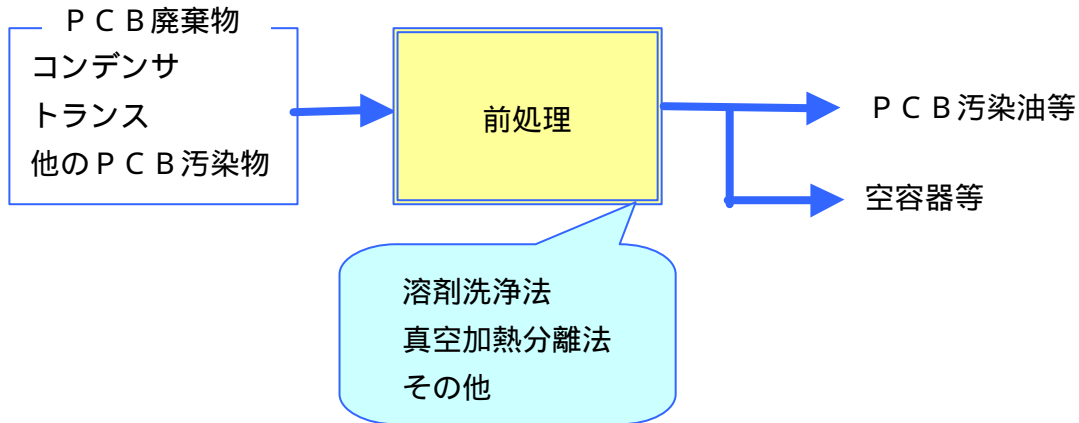 ＰＣＢ廃棄物
コンデンサ
トランス
他のＰＣＢ汚染物
前処理
ＰＣＢ汚染油等
空容器等
溶剤洗浄法
真空加熱分離法
その他